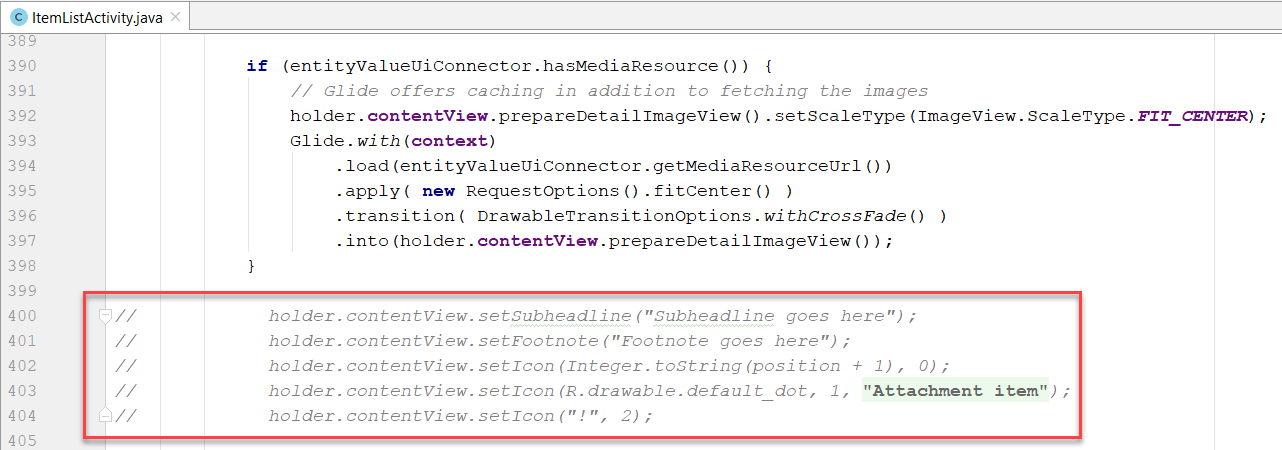 ItemListActivity.java
389
390 if (entityValueUiConnector.hasMediaResource()) {
391 // Glide offers caching in addition to fetching the images
392 holder.contentView.prepareDetailImageView().setScaleType(ImageView.ScaleType.FIT_CENTER);
393 Glide.with(context)
394 .load(entityValueUiConnector.getMediaResourceUrl())
395 .apply( new RequestOptions().fitCenter() )
396 .transition( DrawableTransitionOptions.withCrossFade() )
397 .into(holder.contentView.prepareDetailImageView());
398 }
399
400 // holder.contentView.setSubheadline("Subheadline goes here");
401 // holder.contentView.setFootnote("Footnote goes here");
402 // holder.contentView.setIcon(Integer.toString(position + 1), 0);
403 // holder.contentView.setIcon(R.drawable.default_dot, 1, "Attachment item");
404 // holder.contentView.setIcon("!", 2);
405